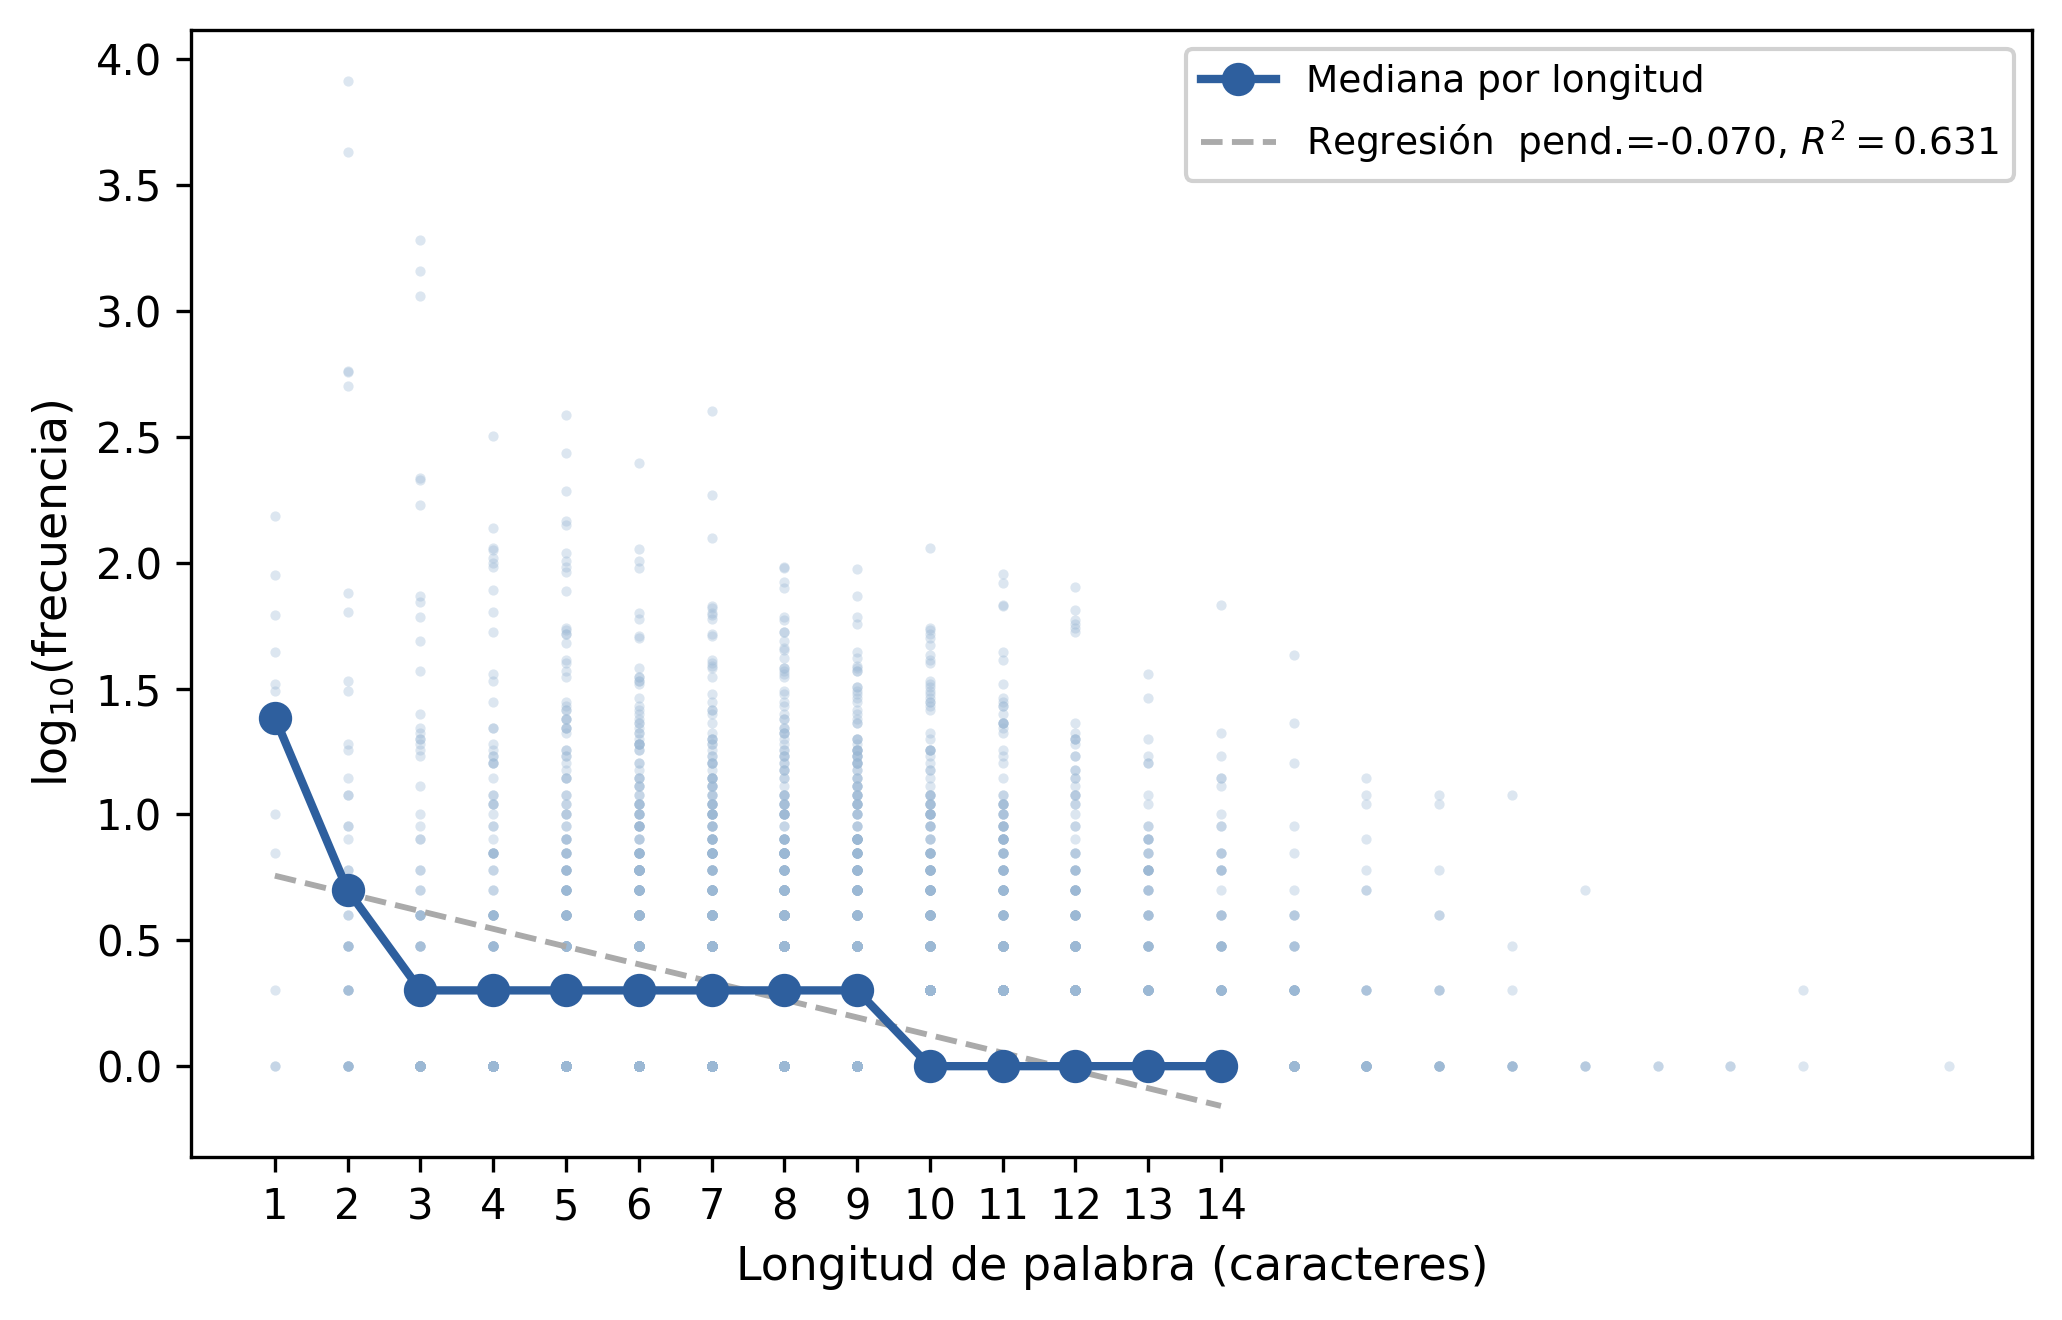 Mediana por longitud
Regresión pend.=-0.070, R² = 0.631
4.0
3.5
3.0
2.5
2.0
1.5
1.0
0.5
0.0
log₁₀(frecuencia)
1 2 3 4 5 6 7 8 9 10 11 12 13 14
Longitud de palabra (caracteres)